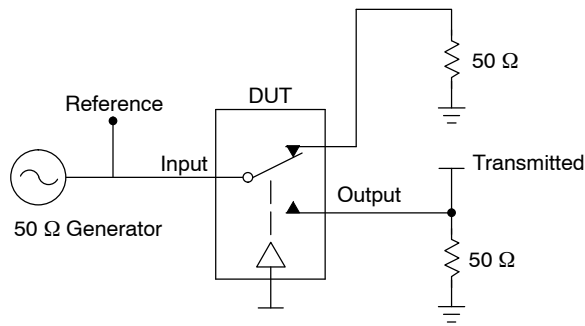 50 Ω
DUT
Reference
Input
Transmitted
Output
50 Ω Generator
50 Ω